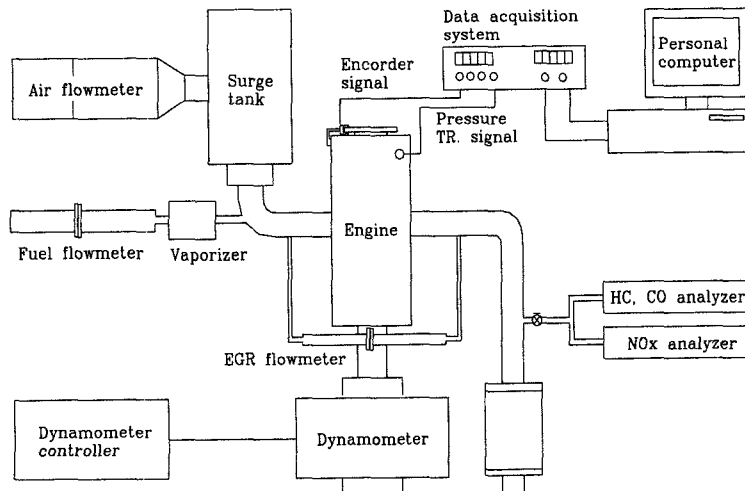 Data acquisition
system
Personal
computer
Encorder
signal
Air flowmeter
Surge
tank
Pressure
TR. signal
Fuel flowmeter
Vaporizer
Engine
HC, CO analyzer
NOx analyzer
EGR flowmeter
Dynamometer
controller
Dynamometer